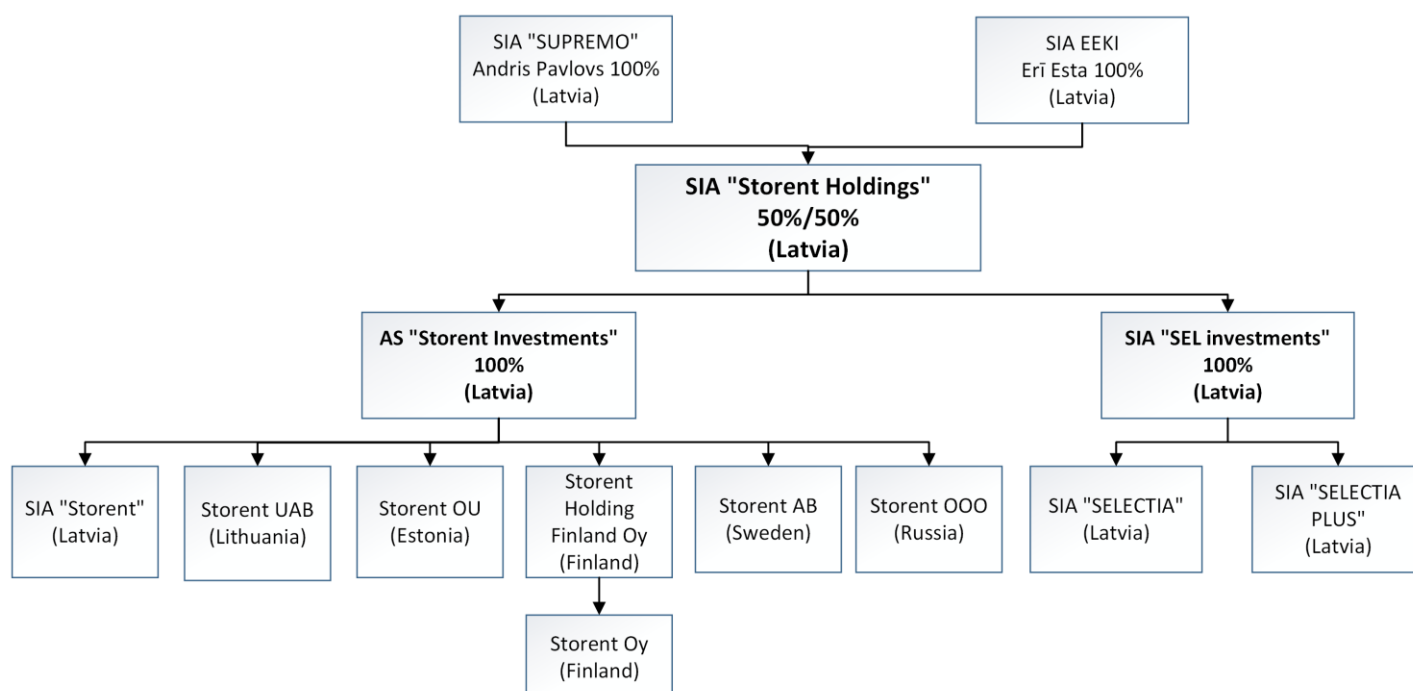 SIA "SUPREMO"
Andris Pavlovs 100%
(Latvia)
SIA EEKI
Erī Esta 100%
(Latvia)
SIA "Storent Holdings"
50%/50%
(Latvia)
AS "Storent Investments"
100%
(Latvia)
SIA "SEL investments"
100%
(Latvia)
SIA "Storent"
(Latvia)
Storent UAB
(Lithuania)
Storent OU
(Estonia)
Storent
Holding
Finland Oy
(Finland)
Storent AB
(Sweden)
Storent OOO
(Russia)
SIA "SELECTIA"
(Latvia)
SIA "SELECTIA
PLUS"
(Latvia)
Storent Oy
(Finland)